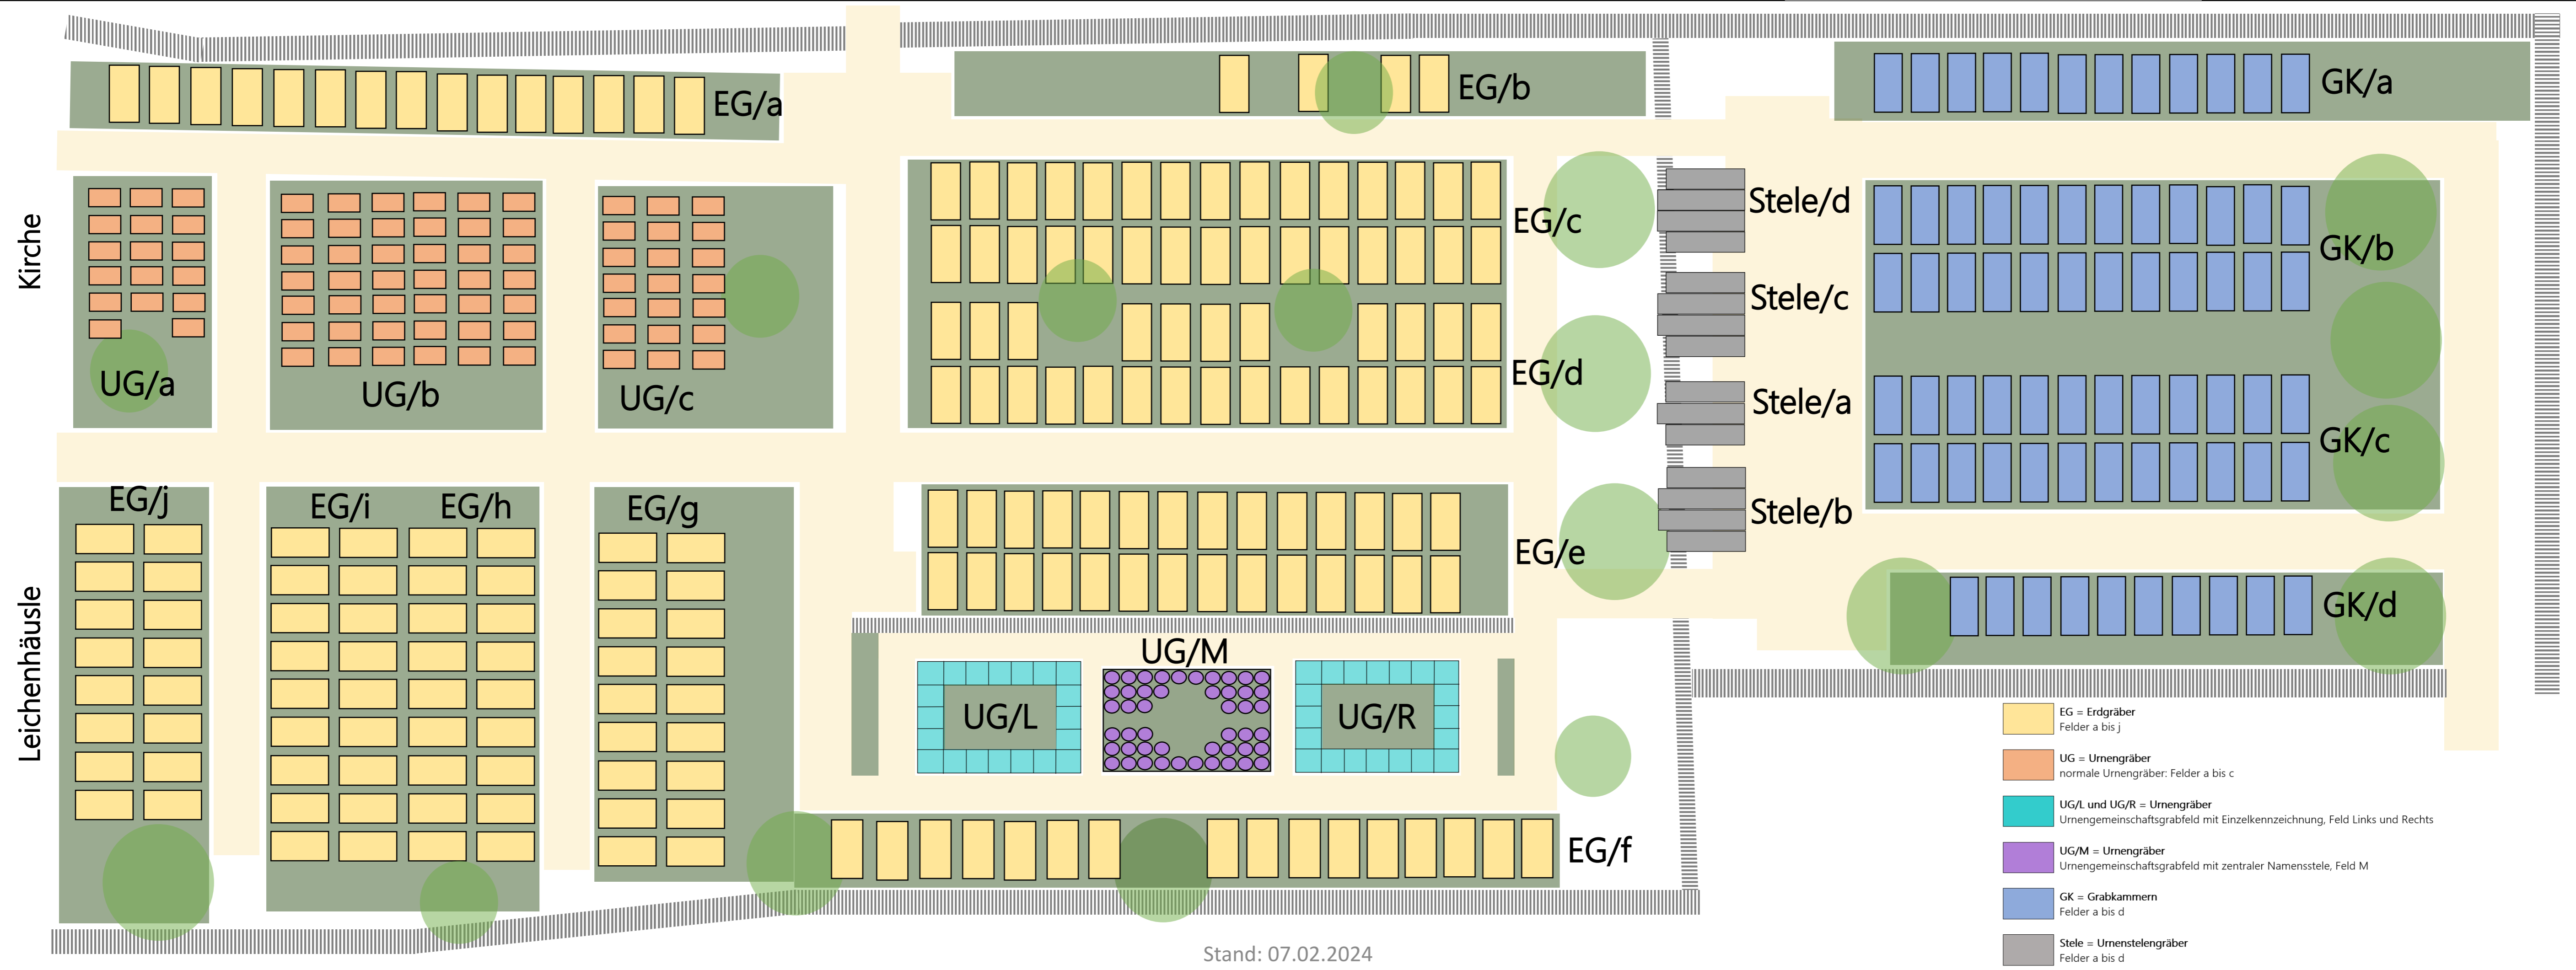 EG/a
EG/b
GK/a
Kirche
UG/a
UG/b
UG/c
EG/c
EG/d
Stele/d
Stele/c
Stele/a
Stele/b
GK/b
GK/c
Leichenhäusle
EG/j
EG/i
EG/h
EG/g
EG/e
UG/M
UG/L
UG/R
GK/d
EG/f
EG = Erdgräber
Felder a bis j
UG = Urnengräber
normale Urnengräber: Felder a bis c
UG/L und UG/R = Urnengräber
Urnengemeinschaftsgrabfeld mit Einzelkennzeichnung, Feld Links und Rechts
UG/M = Urnengräber
Urnengemeinschaftsgrabfeld mit zentraler Namensstele, Feld M
GK = Grabkammern
Felder a bis d
Stele = Urnenstelengräber
Felder a bis d
Stand: 07.02.2024